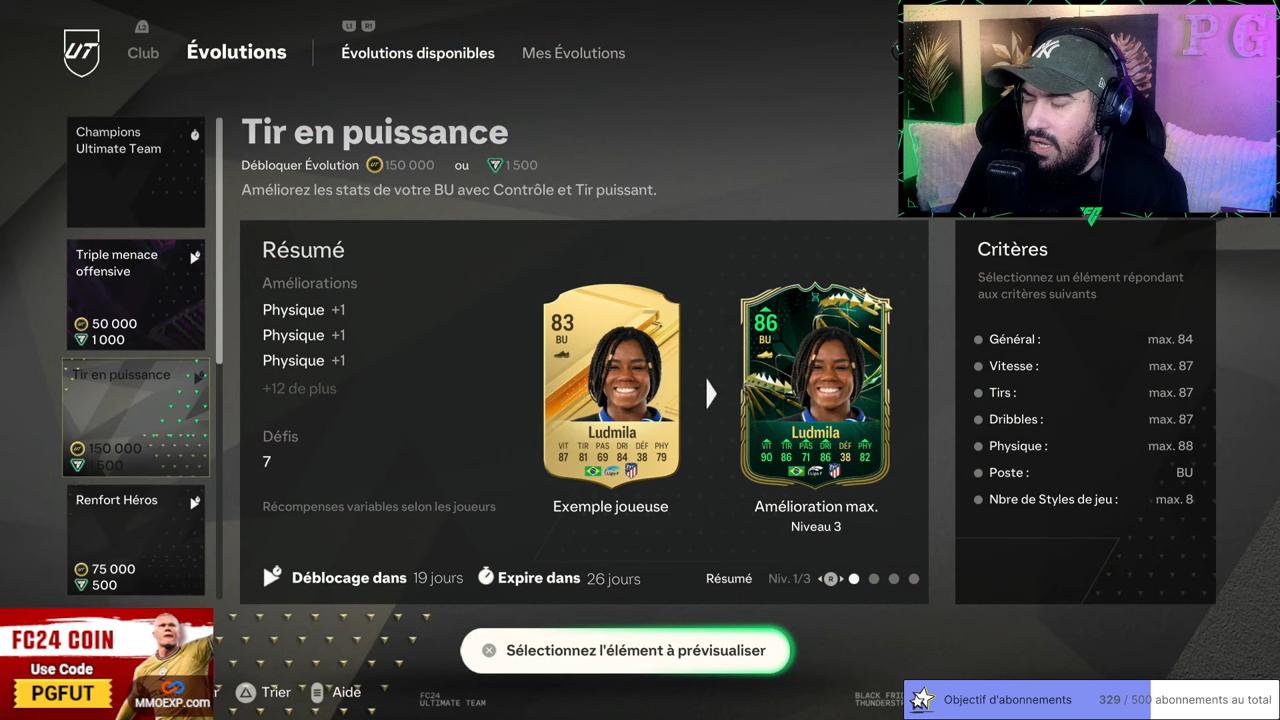 L2
L1 R1
UT
Club
Évolutions
Évolutions disponibles
Mes Évolutions
PG
NY
Champions
Ultimate Team
Triple menace
offensive
50 000
1 000
Tir en puissance
150 000
1 500
Renfort Héros
75 000
500
Tir en puissance
Débloquer Évolution 150 000 ou 1 500
Améliorez les stats de votre BU avec Contrôle et Tir puissant.
Résumé
Améliorations
Physique +1
Physique +1
Physique +1
+12 de plus
Défis
7
Récompenses variables selon les joueurs
83
BU
Ludmila
VIT TIR PAS DRI DÉF PHY
87 81 69 84 38 79
Exemple joueuse
86
BU
Ludmila
VIT TIR PAS DRI DÉF PHY
90 86 71 86 38 82
Amélioration max.
Niveau 3
Déblocage dans 19 jours
Expire dans 26 jours
Résumé Niv. 1/3 R
Critères
Sélectionnez un élément répondant
aux critères suivants
Général : max. 84
Vitesse : max. 87
Tirs : max. 87
Dribbles : max. 87
Physique : max. 88
Poste : BU
Nbre de Styles de jeu : max. 8
Sélectionnez l'élément à prévisualiser
FC24 COIN
Use Code
PGFUT
MMOEXP.com
Trier
Aide
FC24
ULTIMATE TEAM
Objectif d'abonnements 329 / 500 abonnements au total